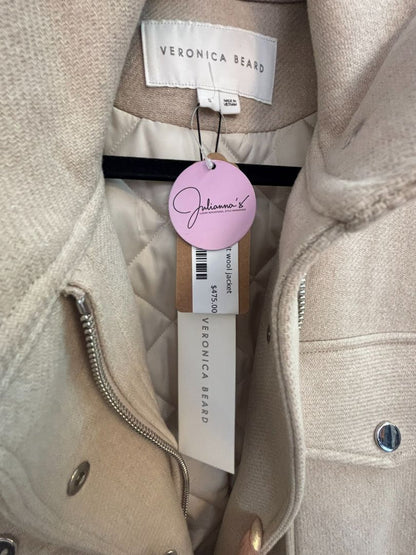 VERONICA BEARD
S
MADE IN
VIETNAM
Julianna's
t wool jacket
$475.00
VERONICA BEARD